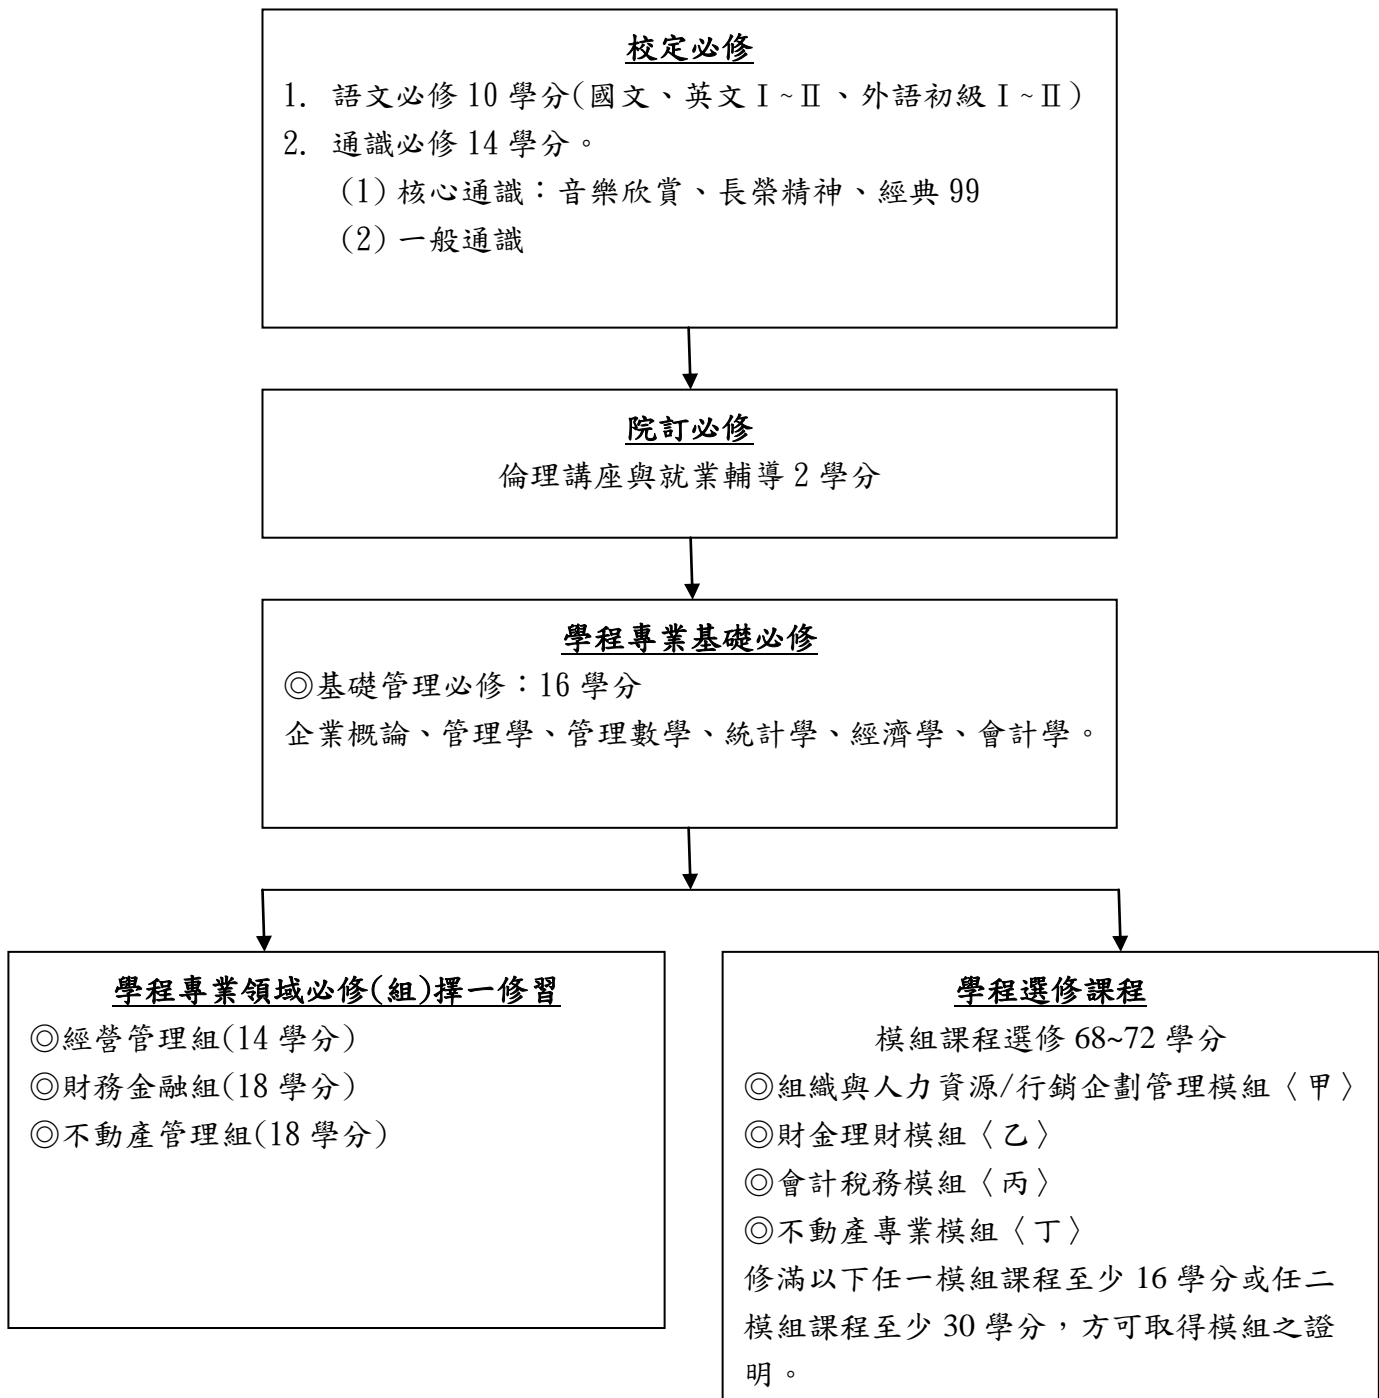 校定必修
1. 語文必修 10 學分(國文、英文Ⅰ~Ⅱ、外語初級Ⅰ~Ⅱ)
2. 通識必修 14 學分。
(1)核心通識：音樂欣賞、長榮精神、經典 99
(2)一般通識
院訂必修
倫理講座與就業輔導 2 學分
學程專業基礎必修
◎基礎管理必修：16 學分
企業概論、管理學、管理數學、統計學、經濟學、會計學。
學程專業領域必修(組)擇一修習
◎經營管理組(14 學分)
◎財務金融組(18 學分)
◎不動產管理組(18 學分)
學程選修課程
模組課程選修 68~72 學分
◎組織與人力資源/行銷企劃管理模組〈甲〉
◎財金理財模組〈乙〉
◎會計稅務模組〈丙〉
◎不動產專業模組〈丁〉
修滿以下任一模組課程至少 16 學分或任二
模組課程至少 30 學分，方可取得模組之證
明。